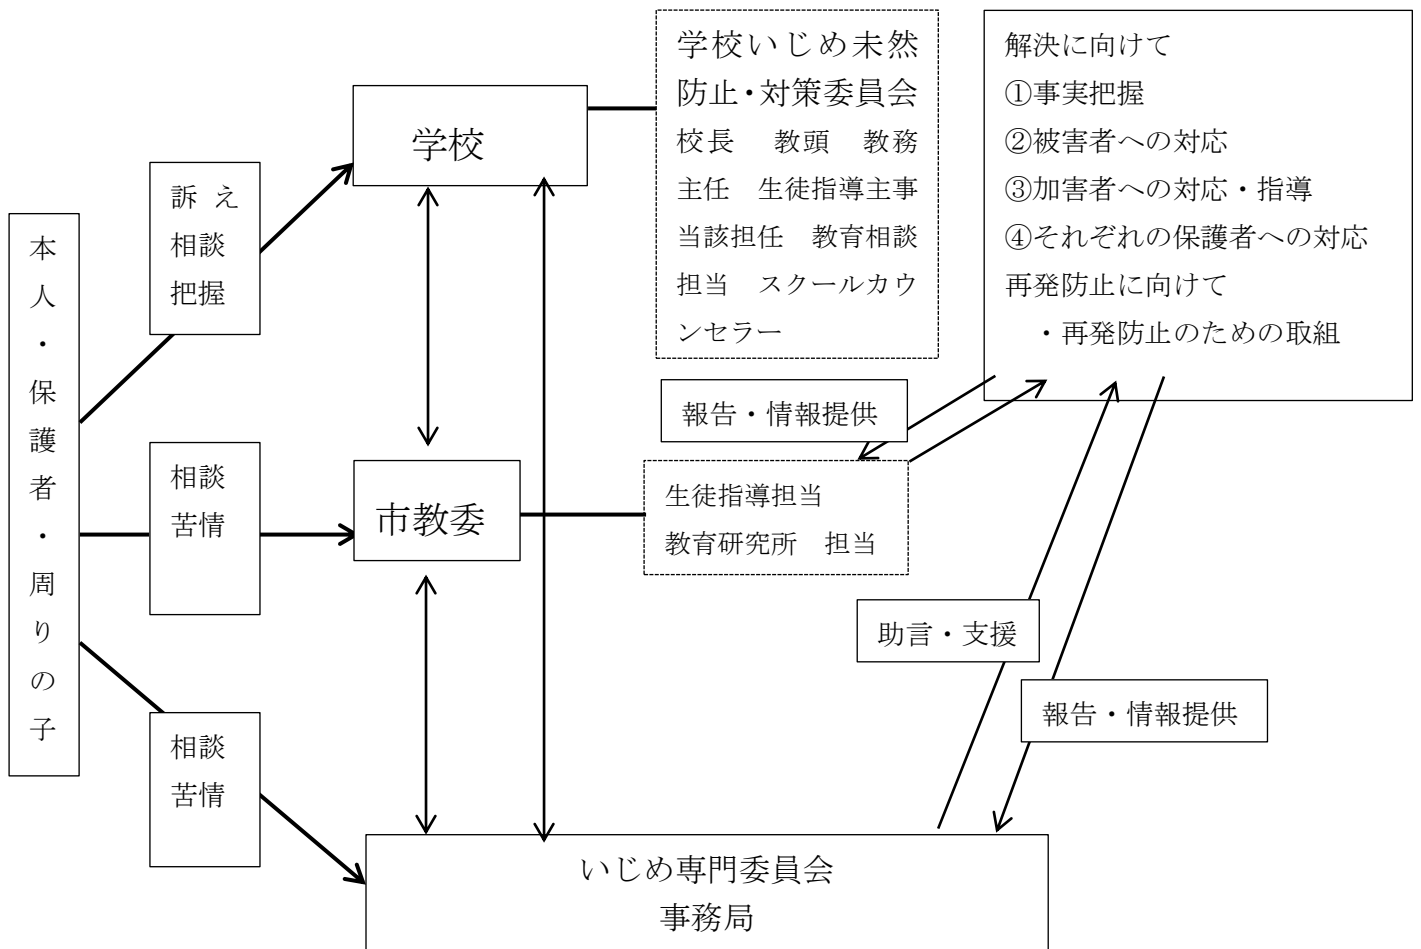 本人・保護者・周りの子
訴え
相談
把握
相談
苦情
相談
苦情
学校
市教委
学校いじめ未然
防止・対策委員会
校長 教頭 教務
主任 生徒指導主事
当該担任 教育相談
担当 スクールカウ
ンセラー
解決に向けて
①事実把握
②被害者への対応
③加害者への対応・指導
④それぞれの保護者への対応
再発防止に向けて
・再発防止のための取組
報告・情報提供
生徒指導担当
教育研究所 担当
助言・支援
報告・情報提供
いじめ専門委員会
事務局